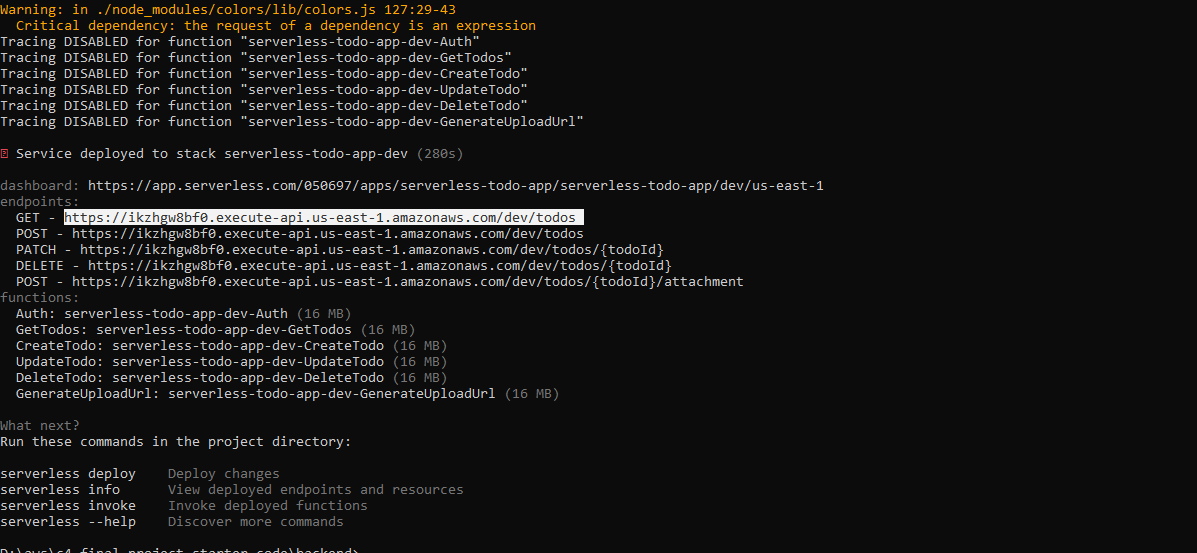 Warning: in ./node_modules/colors/lib/colors.js 127:29-43
  Critical dependency: the request of a dependency is an expression
Tracing DISABLED for function "serverless-todo-app-dev-Auth"
Tracing DISABLED for function "serverless-todo-app-dev-GetTodos"
Tracing DISABLED for function "serverless-todo-app-dev-CreateTodo"
Tracing DISABLED for function "serverless-todo-app-dev-UpdateTodo"
Tracing DISABLED for function "serverless-todo-app-dev-DeleteTodo"
Tracing DISABLED for function "serverless-todo-app-dev-GenerateUploadUrl"
Service deployed to stack serverless-todo-app-dev (280s)
dashboard: https://app.serverless.com/050697/apps/serverless-todo-app/serverless-todo-app/dev/us-east-1
endpoints:
  GET - https://ikzhgw8bf0.execute-api.us-east-1.amazonaws.com/dev/todos
  POST - https://ikzhgw8bf0.execute-api.us-east-1.amazonaws.com/dev/todos
  PATCH - https://ikzhgw8bf0.execute-api.us-east-1.amazonaws.com/dev/todos/{todoId}
  DELETE - https://ikzhgw8bf0.execute-api.us-east-1.amazonaws.com/dev/todos/{todoId}
  POST - https://ikzhgw8bf0.execute-api.us-east-1.amazonaws.com/dev/todos/{todoId}/attachment
functions:
  Auth: serverless-todo-app-dev-Auth (16 MB)
  GetTodos: serverless-todo-app-dev-GetTodos (16 MB)
  CreateTodo: serverless-todo-app-dev-CreateTodo (16 MB)
  UpdateTodo: serverless-todo-app-dev-UpdateTodo (16 MB)
  DeleteTodo: serverless-todo-app-dev-DeleteTodo (16 MB)
  GenerateUploadUrl: serverless-todo-app-dev-GenerateUploadUrl (16 MB)
What next?
Run these commands in the project directory:
serverless deploy    Deploy changes
serverless info      View deployed endpoints and resources
serverless invoke    Invoke deployed functions
serverless --help    Discover more commands